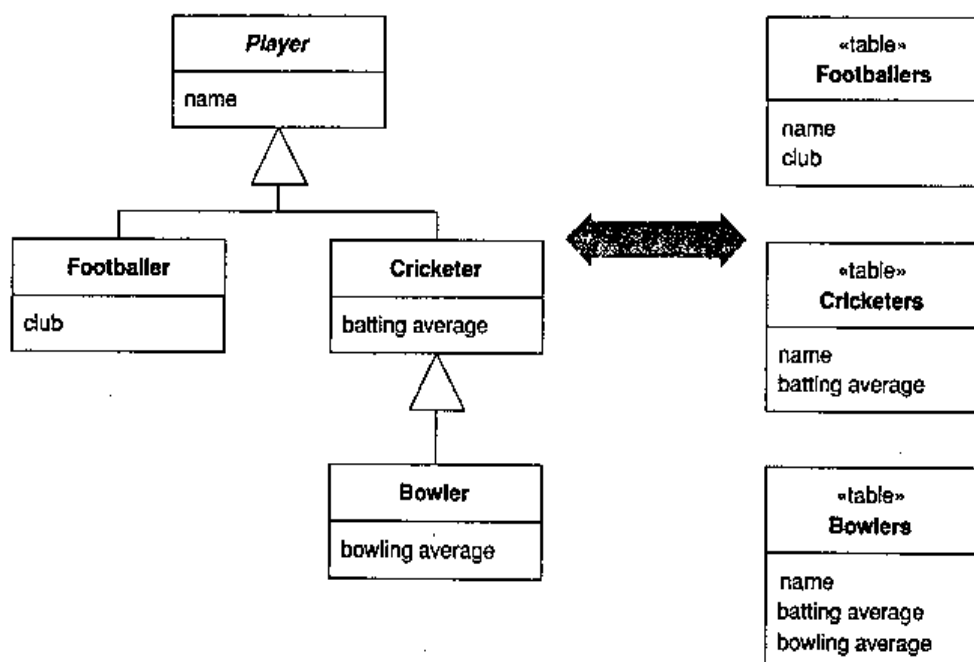 Player
name
Footballer
club
Cricketer
batting average
Bowler
bowling average
«table»
Footballers
name
club
«table»
Cricketers
name
batting average
«table»
Bowlers
name
batting average
bowling average